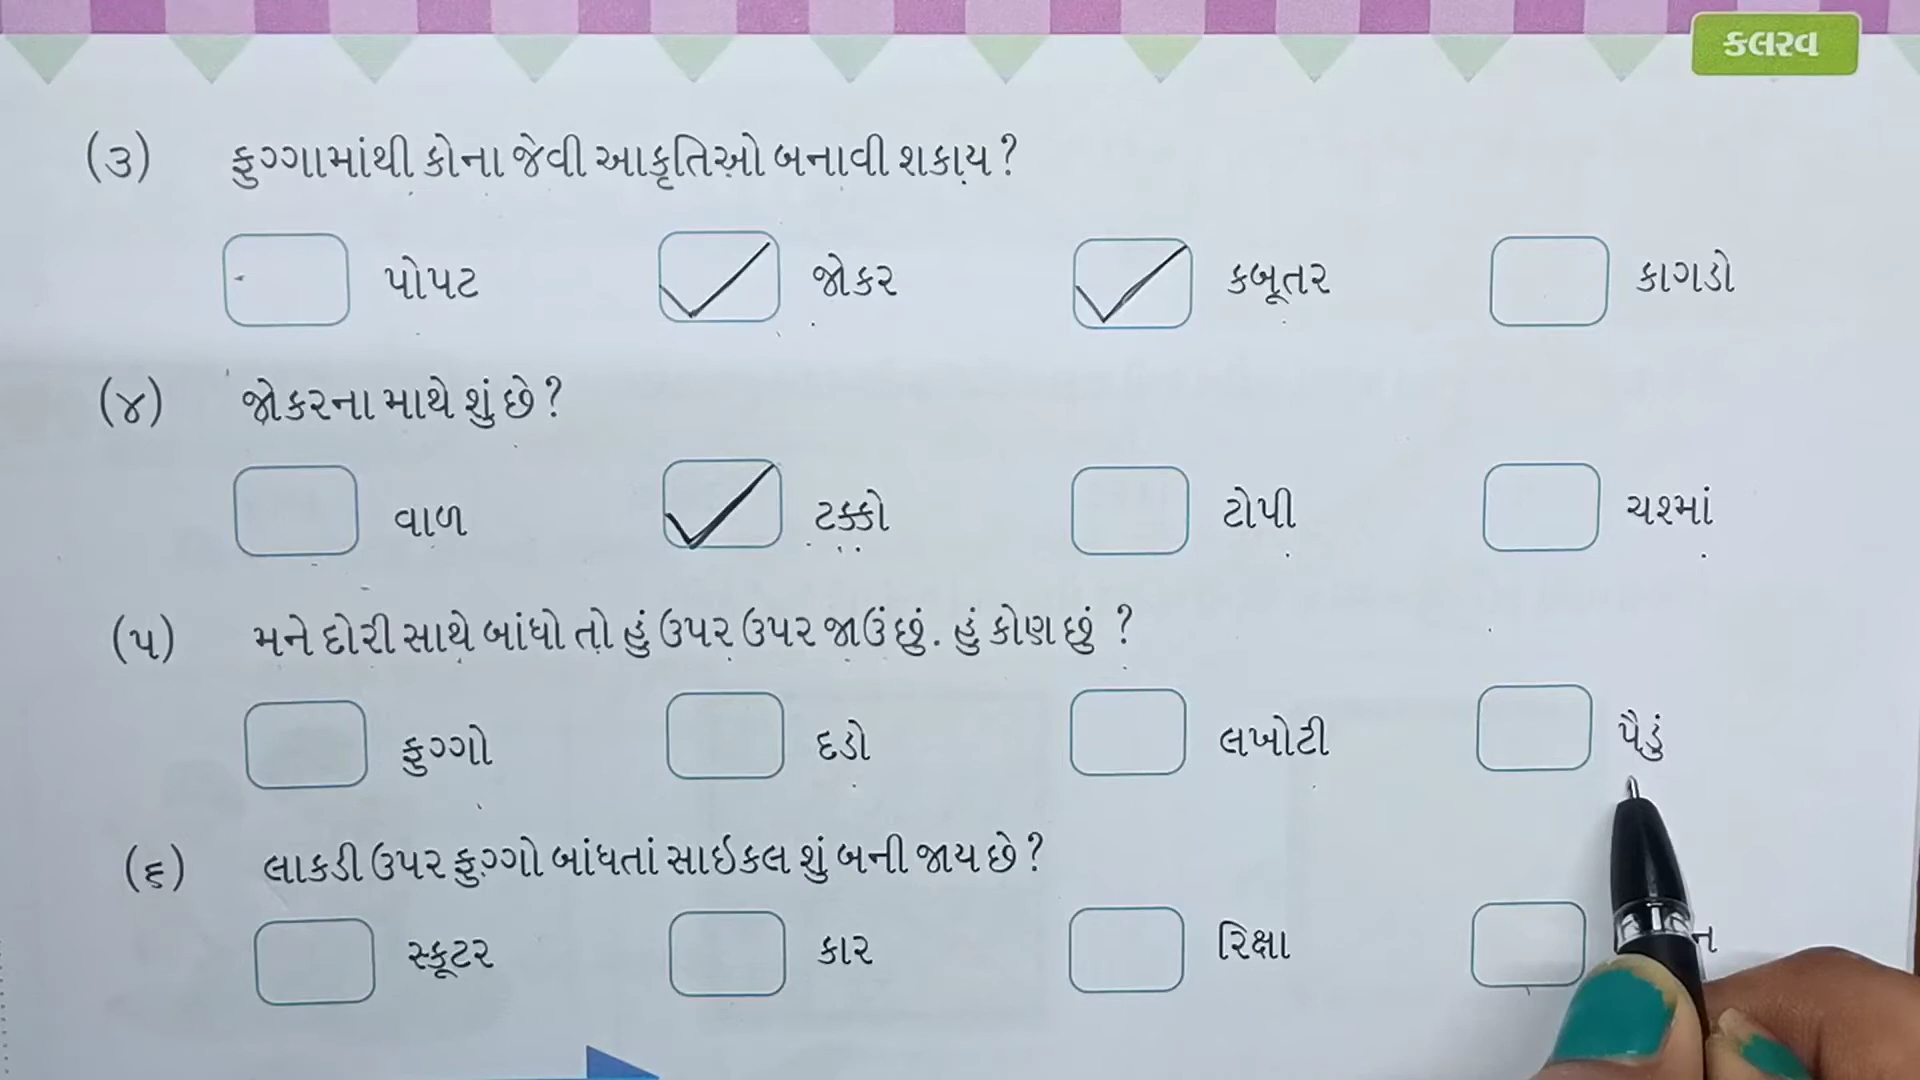 કલરવ
(૩) ફુગ્ગામાંથી કોના જેવી આકૃતિઓ બનાવી શકાય ?
પોપટ જોકર કબૂતર કાગડો
(૪) જોકરના માથે શું છે ?
વાળ ટક્કો ટોપી ચશ્માં
(૫) મને દોરી સાથે બાંધો તો હું ઉપર ઉપર જાઉં છું. હું કોણ છું ?
ફુગ્ગો દડો લખોટી પૈડું
(૬) લાકડી ઉપર ફુગ્ગો બાંધતાં સાઇકલ શું બની જાય છે ?
સ્કૂટર કાર રિક્ષા